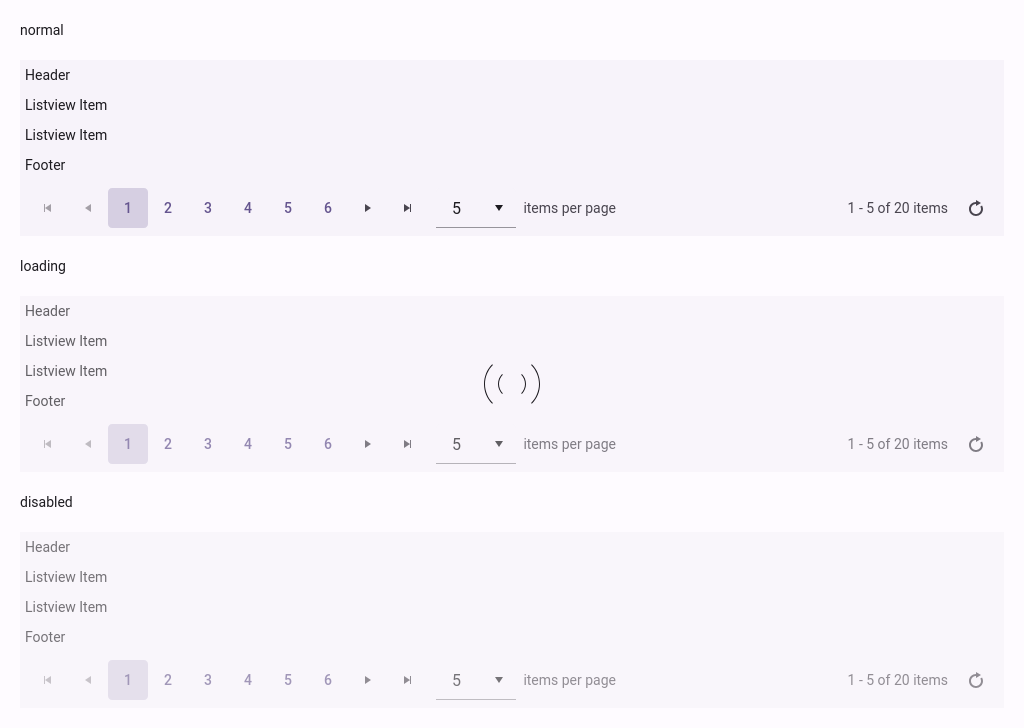 normal
Header
Listview Item
Listview Item
Footer
1 2 3 4 5 6 5 items per page 1 - 5 of 20 items
loading
Header
Listview Item
Listview Item
Footer
1 2 3 4 5 6 5 items per page 1 - 5 of 20 items
disabled
Header
Listview Item
Listview Item
Footer
1 2 3 4 5 6 5 items per page 1 - 5 of 20 items